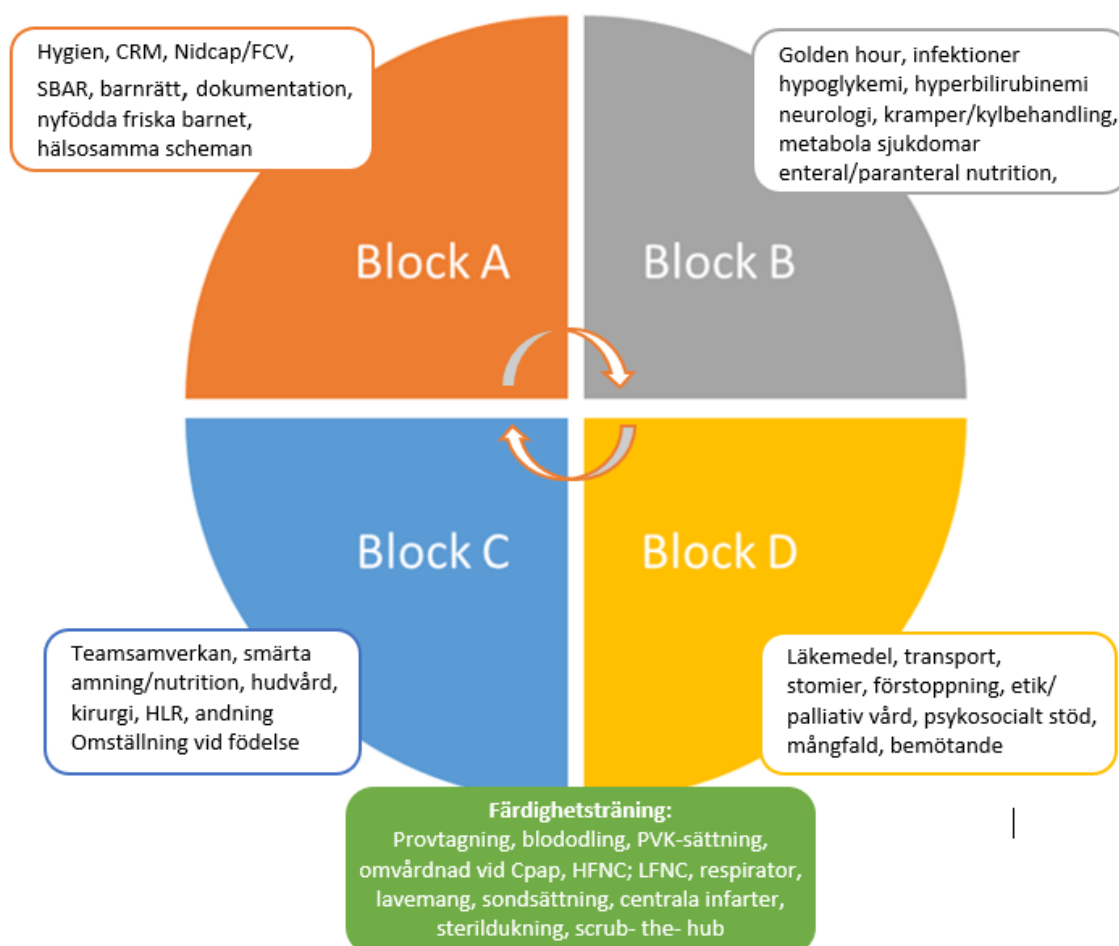 Hygien, CRM, Nidcap/FCV,
SBAR, barnrätt, dokumentation,
nyfödda friska barnet,
hälsosamma scheman
Golden hour, infektioner
hypoglykemi, hyperbilirubinemi
neurologi, kramper/kylbehandling,
metabola sjukdomar
enteral/paranteral nutrition,
Block A
Block B
Block C
Block D
Teamsamverkan, smärta
amning/nutrition, hudvård,
kirurgi, HLR, andning
Omställning vid födelse
Läkemedel, transport,
stomier, förstoppning, etik/
palliativ vård, psykosocialt stöd,
mångfald, bemötande
Färdighetsträning:
Provtagning, blododling, PVK-sättning,
omvårdnad vid Cpap, HFNC; LFNC, respirator,
lavemang, sondsättning, centrala infarter,
sterildukning, scrub- the- hub